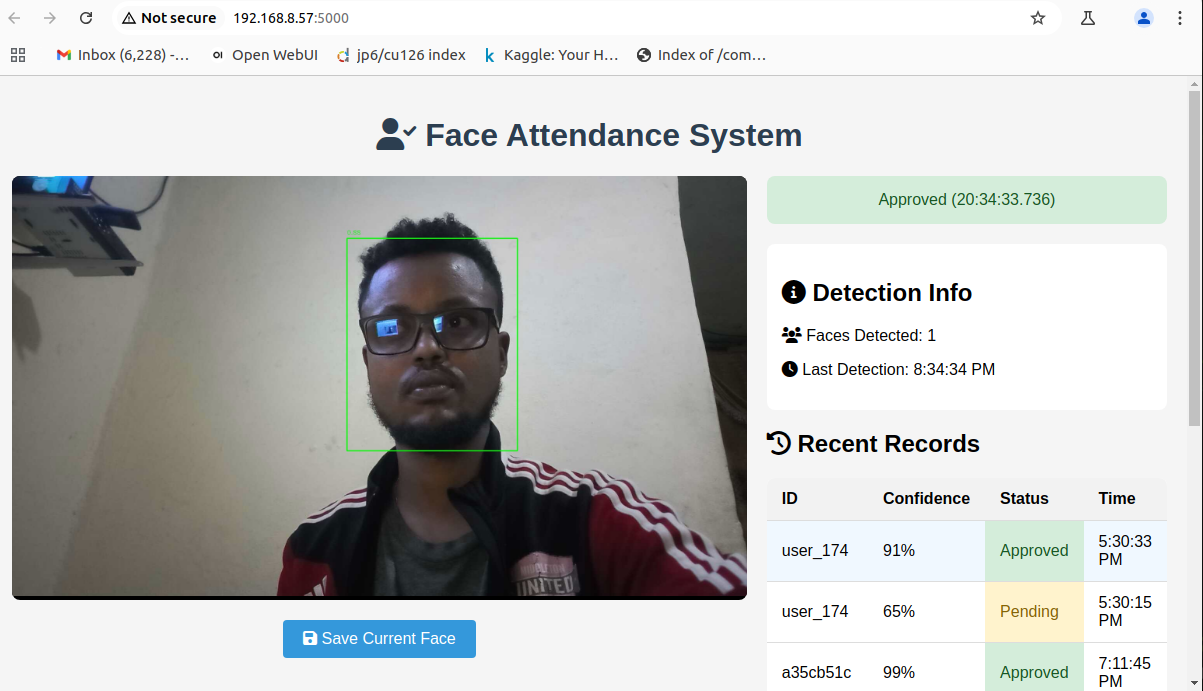 Not secure 192.168.8.57:5000
Inbox (6,228) -... Open WebUI jp6/cu126 index Kaggle: Your H... Index of /com...
Face Attendance System
Approved (20:34:33.736)
Detection Info
Faces Detected: 1
Last Detection: 8:34:34 PM
Recent Records
ID Confidence Status Time
user_174 91% Approved 5:30:33 PM
user_174 65% Pending 5:30:15 PM
a35cb51c 99% Approved 7:11:45 PM
UNITED
Save Current Face